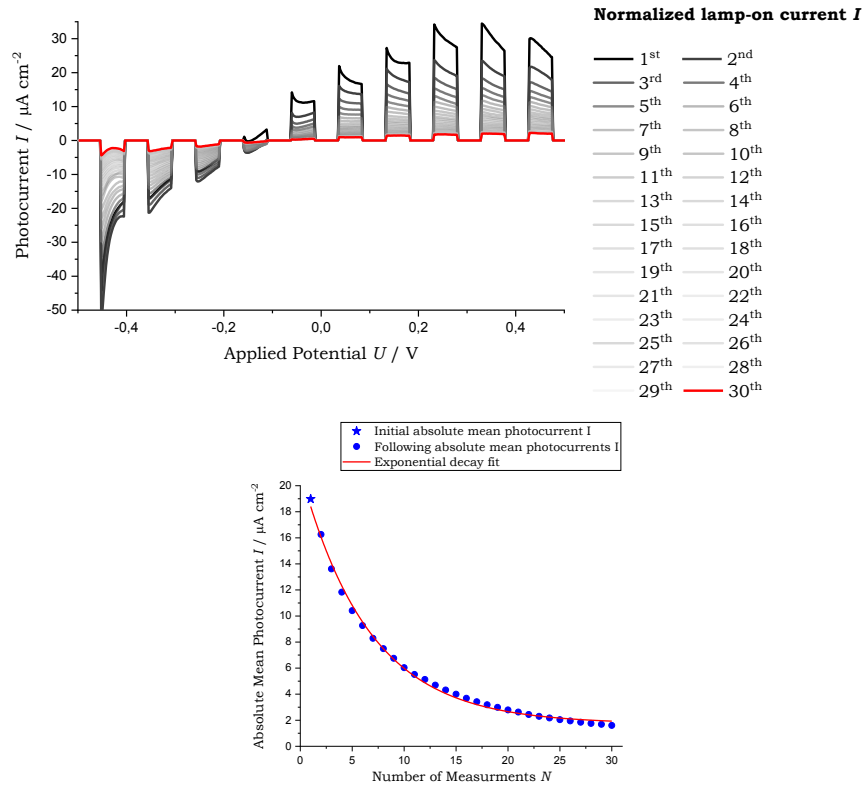 Normalized lamp-on current I
1st 2nd
3rd 4th
5th 6th
7th 8th
9th 10th
11th 12th
13th 14th
15th 16th
17th 18th
19th 20th
21th 22th
23th 24th
25th 26th
27th 28th
29th 30th
Photocurrent I / μA cm-2
30
20
10
0
-10
-20
-30
-40
-50
-0,4 -0,2 0,0 0,2 0,4
Applied Potential U / V
Initial absolute mean photocurrent I
Following absolute mean photocurrents I
Exponential decay fit
Absolute Mean Photocurrent I / μA cm-2
20
18
16
14
12
10
8
6
4
2
0
0 5 10 15 20 25 30
Number of Measurments N